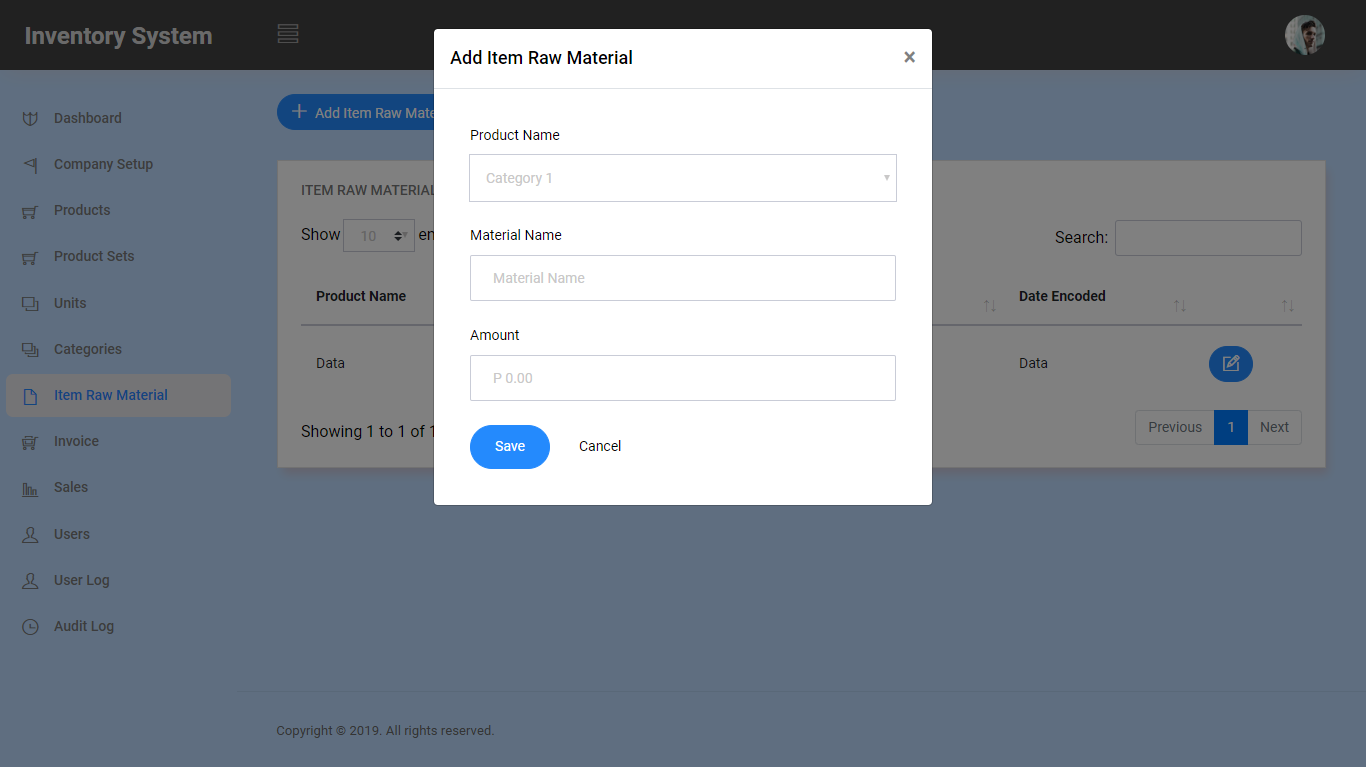 Inventory System
Add Item Raw Material
×
Dashboard
Company Setup
Products
Product Sets
Units
Categories
Item Raw Material
Invoice
Sales
Users
User Log
Audit Log
Add Item Raw Mate
ITEM RAW MATERIAL
Show 10 en
Search:
Product Name
Date Encoded
Data
Data
Showing 1 to 1 of 1
Previous 1 Next
Product Name
Category 1
Material Name
Material Name
Amount
P 0.00
Save Cancel
Copyright © 2019. All rights reserved.